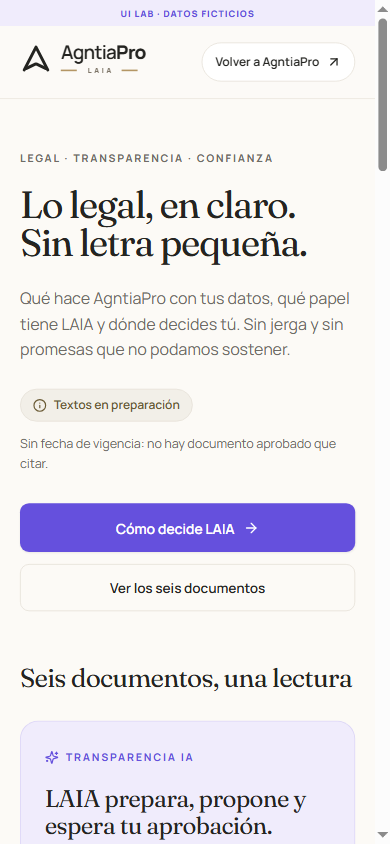 UI LAB · DATOS FICTICIOS
AgntiaPro
LAIA
Volver a AgntiaPro
LEGAL · TRANSPARENCIA · CONFIANZA
Lo legal, en claro.
Sin letra pequeña.
Qué hace AgntiaPro con tus datos, qué papel
tiene LAIA y dónde decides tú. Sin jerga y sin
promesas que no podamos sostener.
Textos en preparación
Sin fecha de vigencia: no hay documento aprobado que
citar.
Cómo decide LAIA
Ver los seis documentos
Seis documentos, una lectura
TRANSPARENCIA IA
LAIA prepara, propone y
espera tu aprobación.